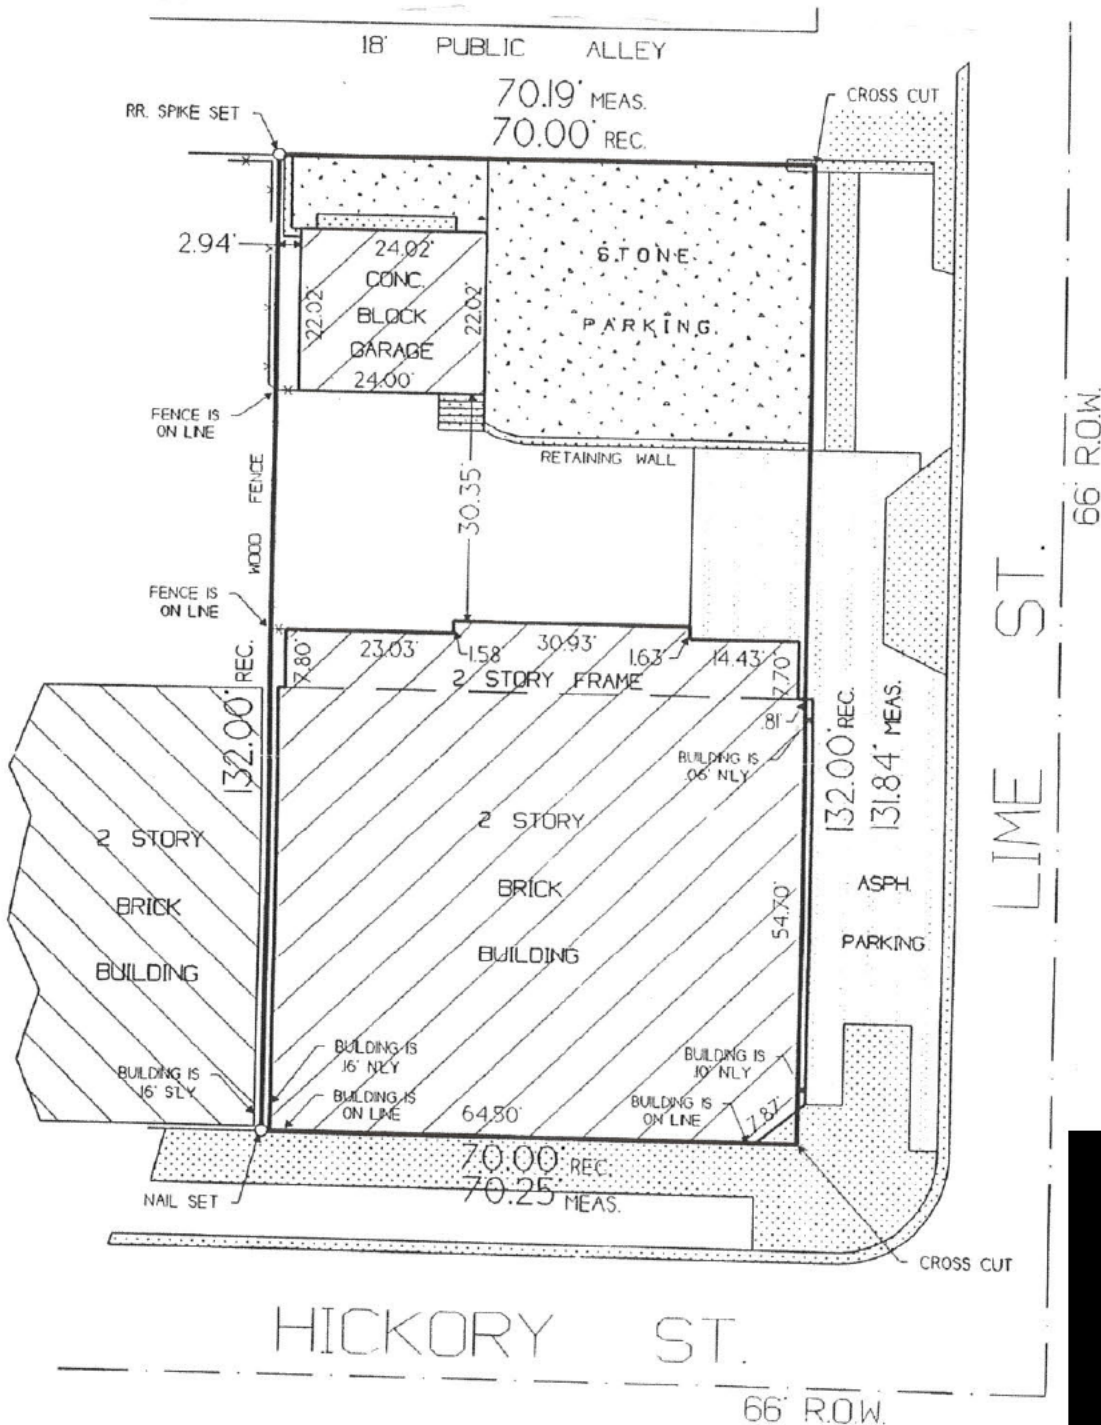 18' PUBLIC ALLEY
70.19' MEAS.
70.00' REC.
CROSS CUT
RR. SPIKE SET
2.94'
24.02'
CONC.
BLOCK
GARAGE
22.02'
22.02'
24.00'
STONE
PARKING
FENCE IS
ON LINE
RETAINING WALL
WOOD FENCE
30.35'
66' R.O.W.
LIME ST.
FENCE IS
ON LINE
23.03'
1.58
30.93'
1.63'
14.43'
7.80'
7.70'
2 STORY FRAME
.81'
BUILDING IS
.06' N'LY
132.00' REC.
132.00' REC.
131.84' MEAS.
2 STORY
BRICK
BUILDING
2 STORY
BRICK
BUILDING
54.70'
ASPH.
PARKING
BUILDING IS
.16' N'LY
BUILDING IS
.16' S'LY
BUILDING IS
ON LINE
BUILDING IS
.10' N'LY
BUILDING IS
ON LINE
7.87'
64.50'
70.00' REC.
70.25' MEAS.
NAIL SET
CROSS CUT
HICKORY ST.
66' R.O.W.